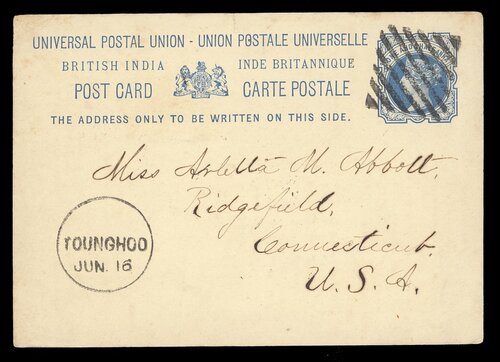 UNIVERSAL POSTAL UNION - UNION POSTALE UNIVERSELLE
BRITISH INDIA INDE BRITANNIQUE
POST CARD CARTE POSTALE
THE ADDRESS ONLY TO BE WRITTEN ON THIS SIDE.
Miss Arletta M. Abbott.
Ridgefield,
Connecticut.
U. S. A.
TOUNGHOO
JUN. 16